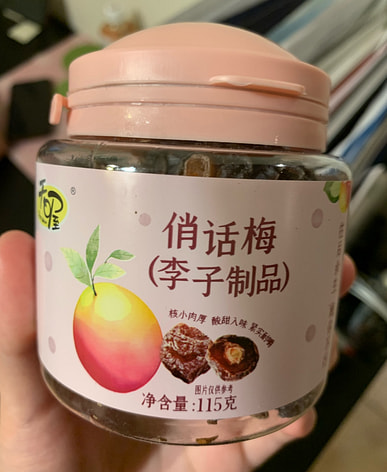 ®
俏话梅
(李子制品)
核小肉厚 酸甜入味
图片仅供参考
净含量:115克